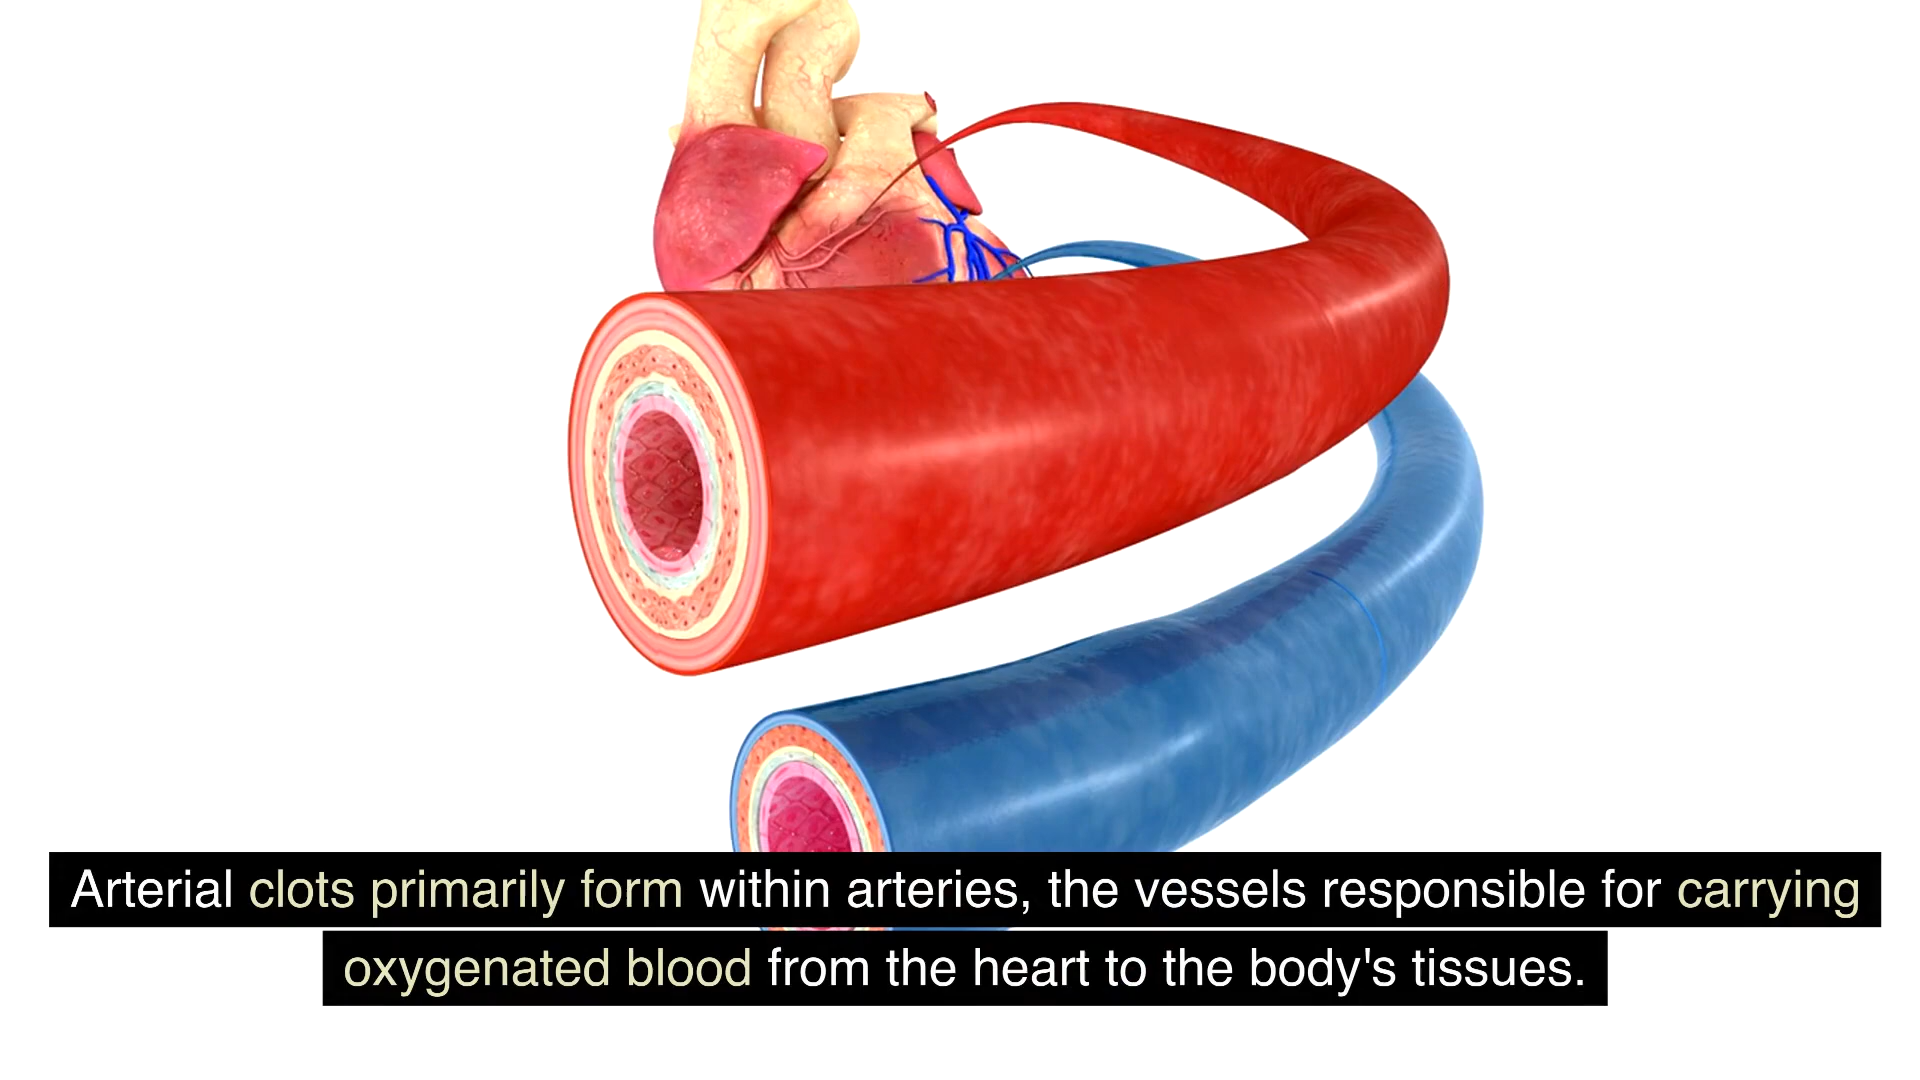 Arterial clots primarily form within arteries, the vessels responsible for carrying
oxygenated blood from the heart to the body's tissues.